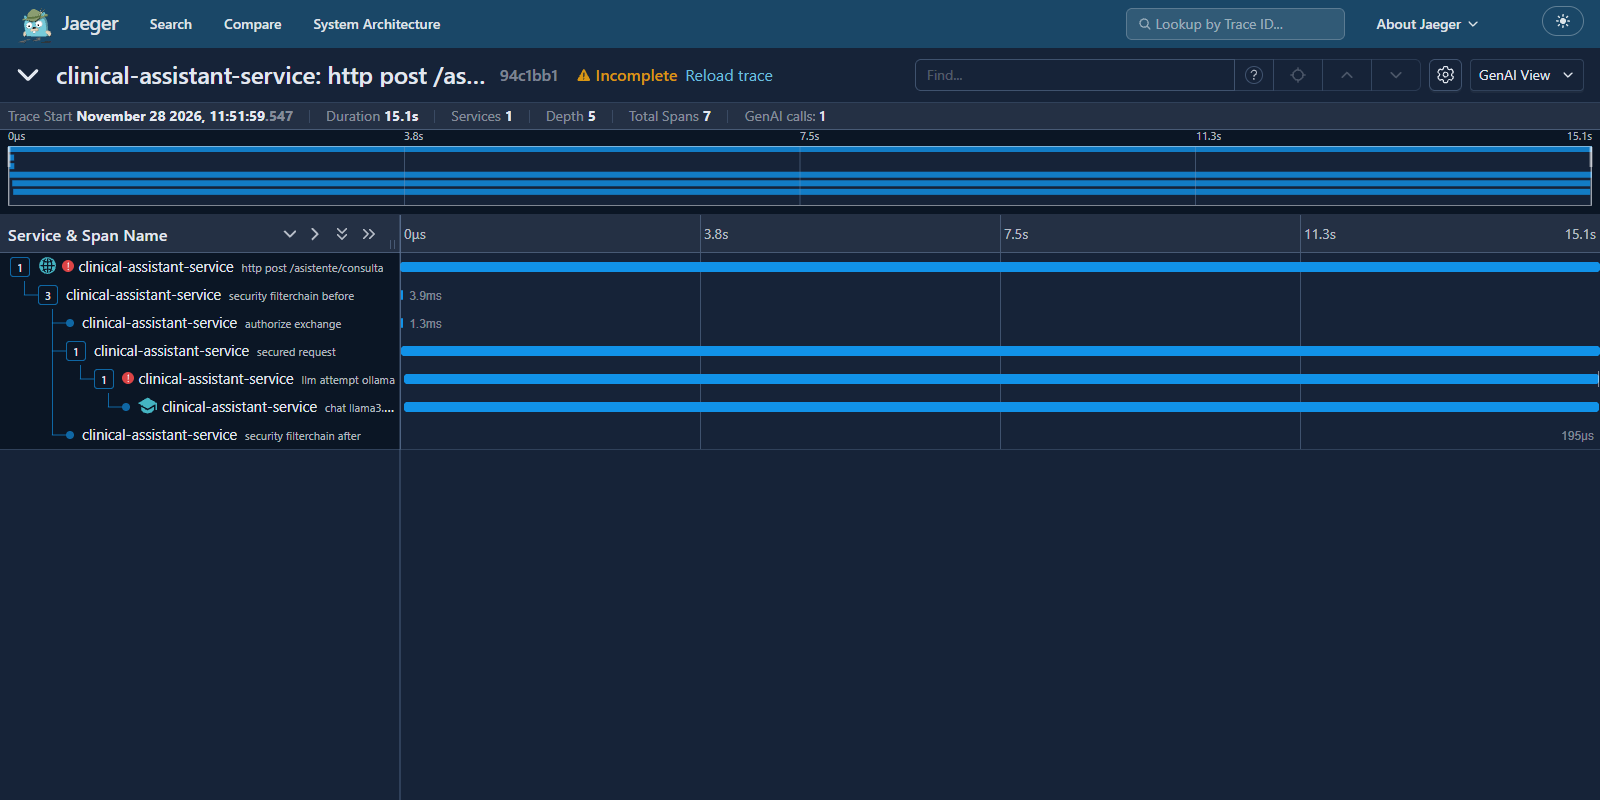 Jaeger Search Compare System Architecture Lookup by Trace ID... About Jaeger
clinical-assistant-service: http post /as... 94c1bb1 Incomplete Reload trace Find... ? GenAI View
Trace Start November 28 2026, 11:51:59.547 Duration 15.1s Services 1 Depth 5 Total Spans 7 GenAI calls: 1
0μs 3.8s 7.5s 11.3s 15.1s
Service & Span Name 0μs 3.8s 7.5s 11.3s 15.1s
1 clinical-assistant-service http post /asistente/consulta
3 clinical-assistant-service security filterchain before 3.9ms
clinical-assistant-service authorize exchange 1.3ms
1 clinical-assistant-service secured request
1 clinical-assistant-service llm attempt ollama
clinical-assistant-service chat llama3....
clinical-assistant-service security filterchain after 195μs